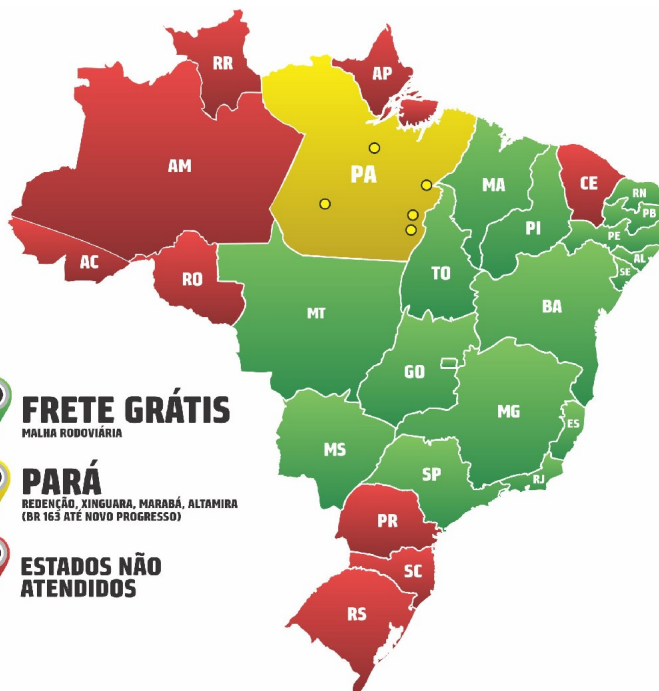 RR
AP
AM
PA
MA
CE
RN
PB
PI
PE
AL
SE
AC
RO
TO
BA
MT
GO
MG
ES
MS
SP
RJ
PR
SC
RS
FRETE GRÁTIS
MALHA RODOVIÁRIA
PARÁ
REDENÇÃO, XINGUARA, MARABÁ, ALTAMIRA
(BR 163 ATÉ NOVO PROGRESSO)
ESTADOS NÃO
ATENDIDOS